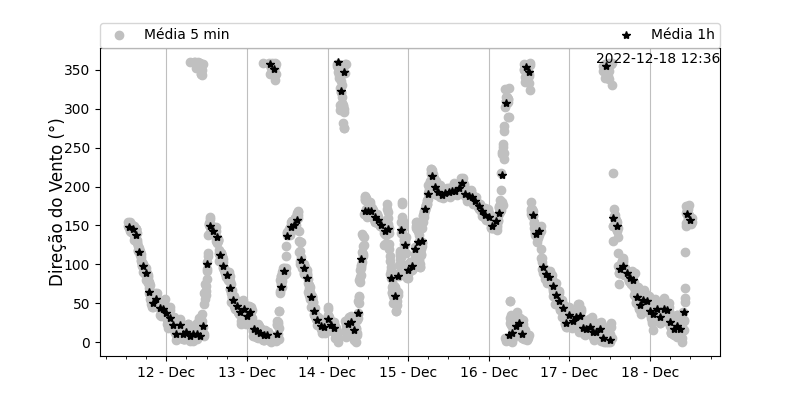 Média 5 min
Média 1h
2022-12-18 12:36
Direção do Vento (°)
350
300
250
200
150
100
50
0
12 - Dec
13 - Dec
14 - Dec
15 - Dec
16 - Dec
17 - Dec
18 - Dec